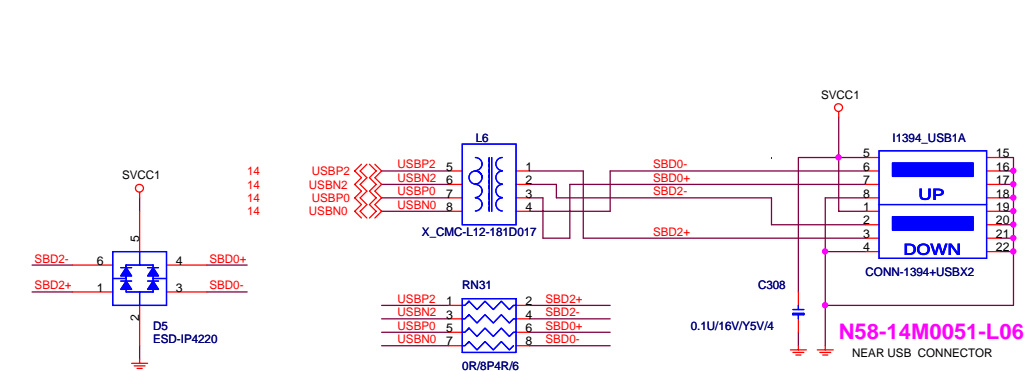 SVCC1
L6
I1394_USB1A
14 USBP2 USBP2 5 1 SBD0- 5 15
14 USBN2 USBN2 6 2 SBD0+ 6 16
14 USBP0 USBP0 7 3 SBD2- 7 17
14 USBN0 USBN0 8 4 SBD2+ 8 18
UP
1 19
2 20
3 21
4 22
DOWN
X_CMC-L12-181D017
CONN-1394+USBX2
SVCC1
5
SBD2- 6 4 SBD0+
SBD2+ 1 3 SBD0-
2
D5
ESD-IP4220
RN31
USBP2 1 2 SBD2+
USBN2 3 4 SBD2-
USBP0 5 6 SBD0+
USBN0 7 8 SBD0-
0R/8P4R/6
C308
0.1U/16V/Y5V/4
N58-14M0051-L06
NEAR USB CONNECTOR